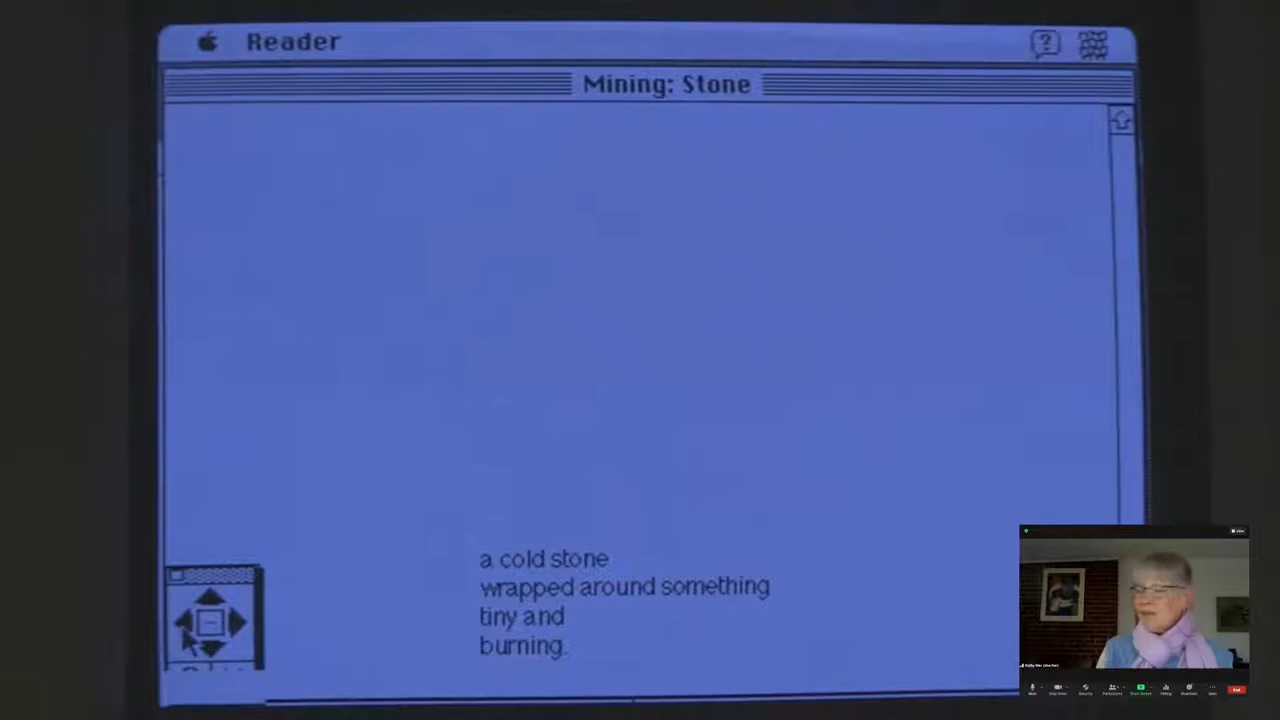 Reader
Mining: Stone
a cold stone
wrapped around something
tiny and
burning.